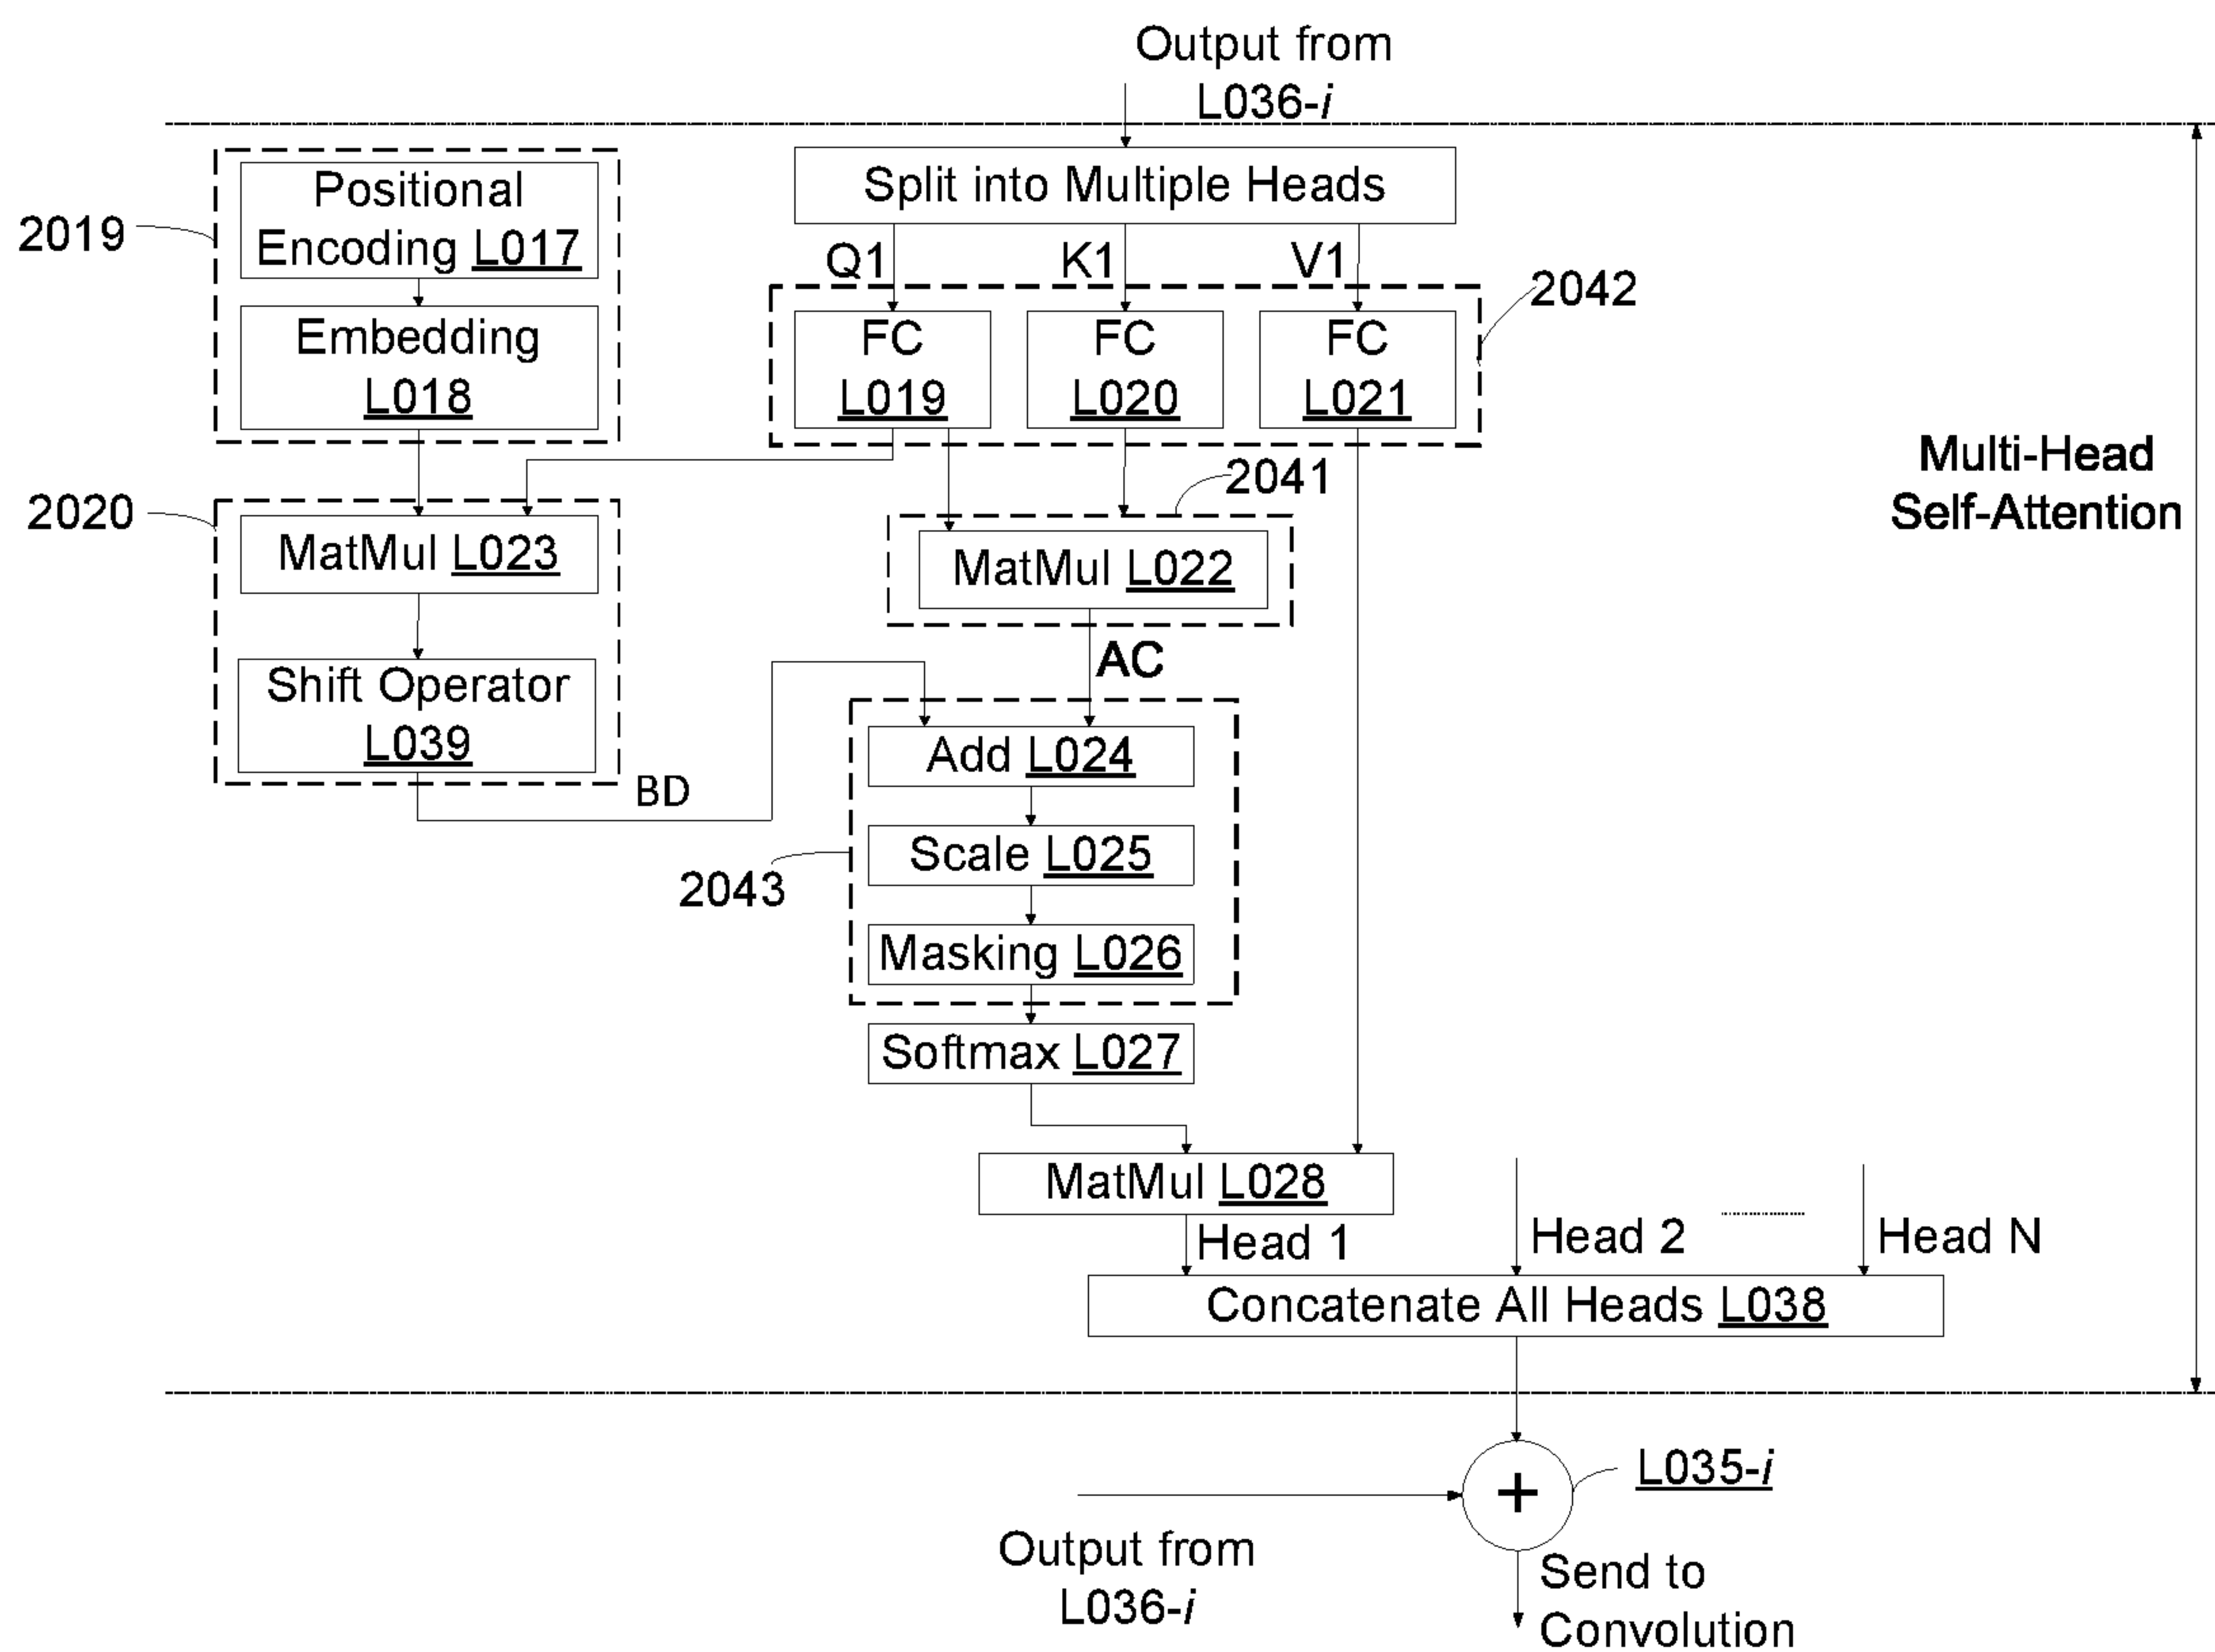 Output from
L036-i
Positional
Encoding L017
Split into Multiple Heads
2019
Q1
K1
V1
2042
Embedding
L018
FC
L019
FC
L020
FC
L021
Multi-Head
Self-Attention
2041
2020
MatMul L023
MatMul L022
AC
Shift Operator
L039
BD
Add L024
Scale L025
2043
Masking L026
Softmax L027
MatMul L028
Head 1
Head 2
Head N
Concatenate All Heads L038
L035-i
+
Output from
L036-i
Send to
Convolution